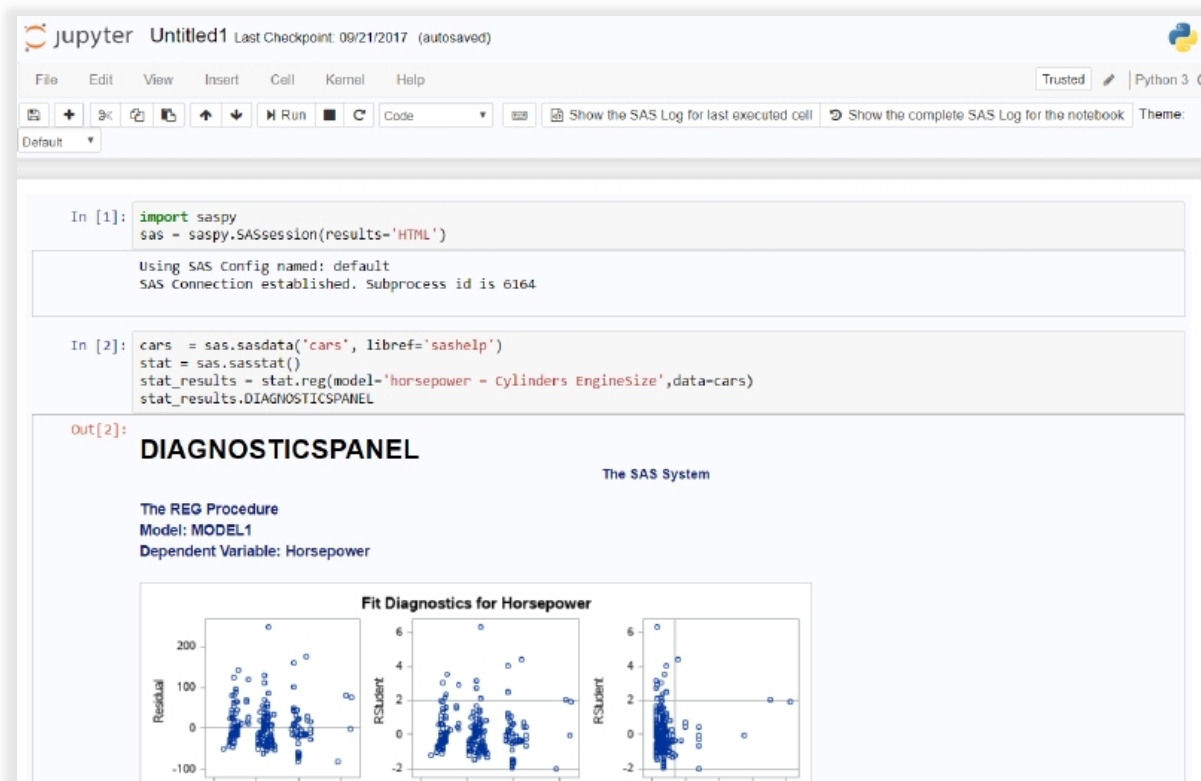 jupyter Untitled1 Last Checkpoint: 09/21/2017 (autosaved)
File Edit View Insert Cell Kernel Help Trusted Python 3
Run Code Show the SAS Log for last executed cell Show the complete SAS Log for the notebook Theme:
Default
In [1]: import saspy
sas = saspy.SASsession(results='HTML')
Using SAS Config named: default
SAS Connection established. Subprocess id is 6164
In [2]: cars = sas.sasdata('cars', libref='sashelp')
stat = sas.sasstat()
stat_results = stat.reg(model='horsepower = Cylinders EngineSize',data=cars)
stat_results.DIAGNOSTICSPANEL
Out[2]:
DIAGNOSTICSPANEL
The SAS System
The REG Procedure
Model: MODEL1
Dependent Variable: Horsepower
Fit Diagnostics for Horsepower
200 6 6
4 4
100 2 2
Residual RStudent RStudent
0 0 0
-100 -2 -2